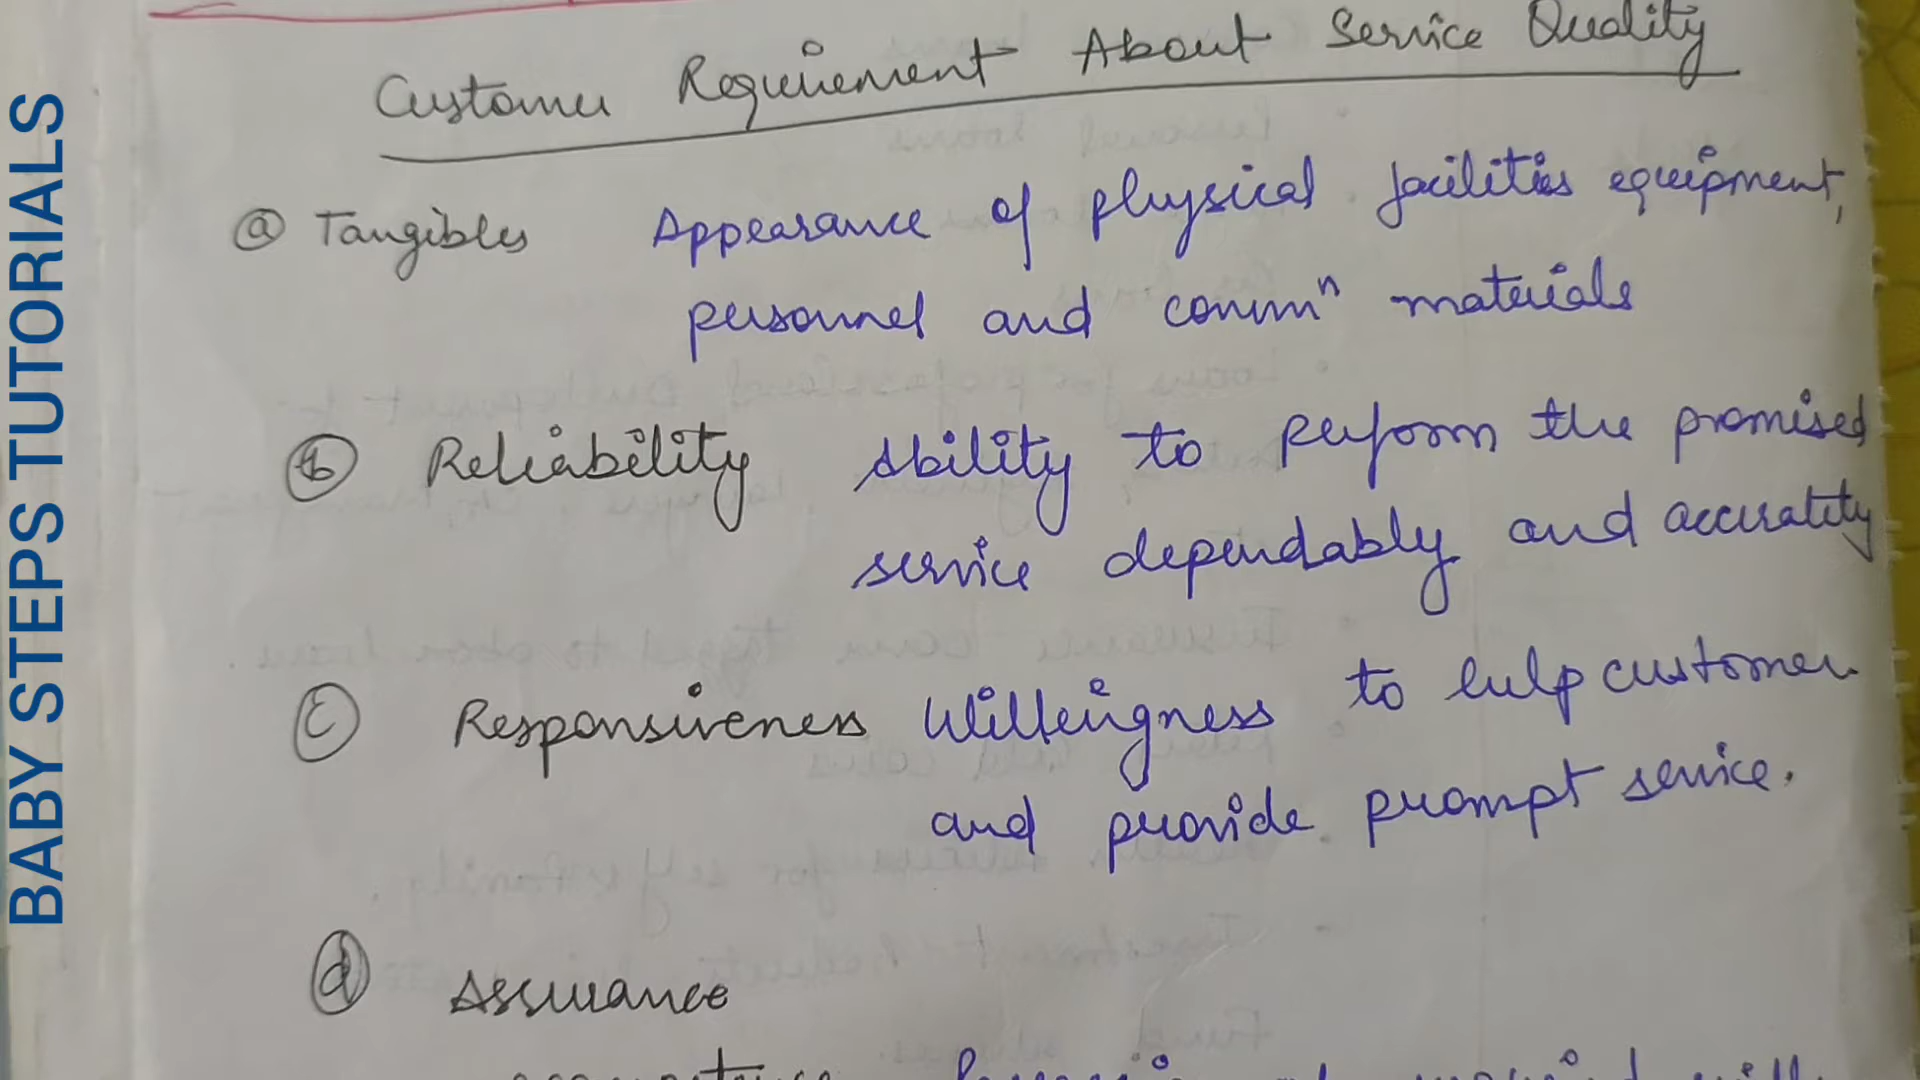 Customer Requirement About Service Quality
ⓐ Tangibles Appearance of physical facilities equipment,
personnel and commⁿ materials
ⓑ Reliability Ability to perform the promised
service dependably and accurately
ⓒ Responsiveness Willingness to help customer
and provide prompt service.
ⓓ Assurance
BABY STEPS TUTORIALS